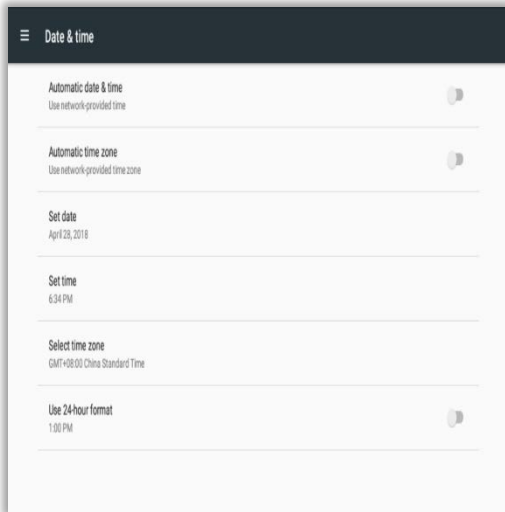 Date & time
Automatic date & time
Use network-provided time
Automatic time zone
Use network-provided time zone
Set date
April 28, 2018
Set time
6:34 PM
Select time zone
GMT+08:00 China Standard Time
Use 24-hour format
1:00 PM